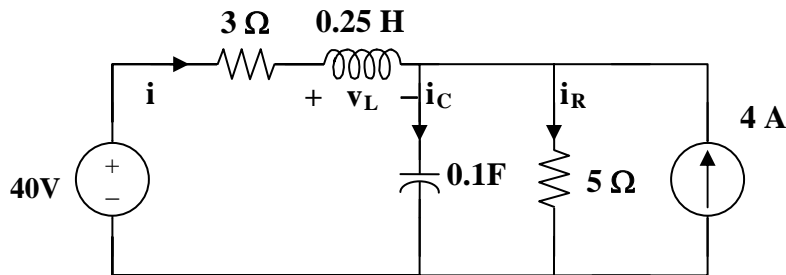 3 Ω 0.25 H
i + v_L − i_C i_R
4 A
40V + −
0.1F 5 Ω